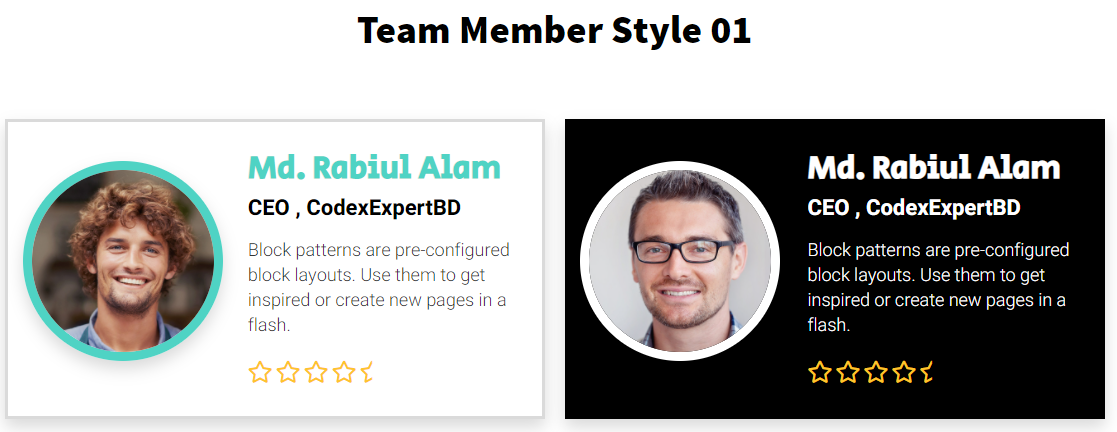 Team Member Style 01
Md. Rabiul Alam
CEO , CodexExpertBD
Block patterns are pre-configured
block layouts. Use them to get
inspired or create new pages in a
flash.
Md. Rabiul Alam
CEO , CodexExpertBD
Block patterns are pre-configured
block layouts. Use them to get
inspired or create new pages in a
flash.